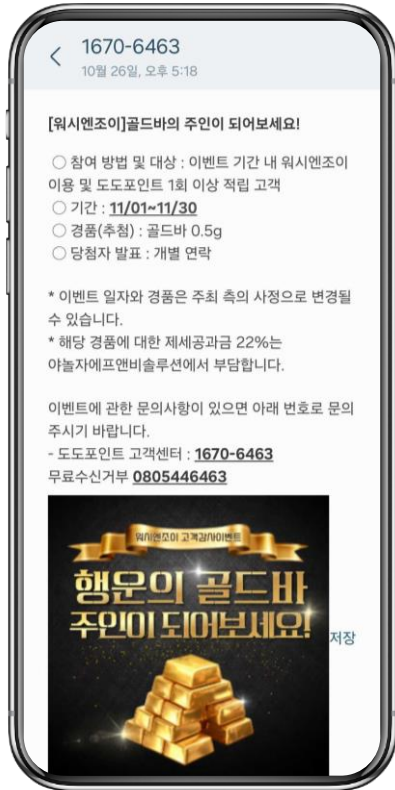 1670-6463
10월 26일, 오후 5:18
[워시엔조이]골드바의 주인이 되어보세요!
○ 참여 방법 및 대상 : 이벤트 기간 내 워시엔조이
이용 및 도도포인트 1회 이상 적립 고객
○ 기간 : 11/01~11/30
○ 경품(추첨) : 골드바 0.5g
○ 당첨자 발표 : 개별 연락
* 이벤트 일자와 경품은 주최 측의 사정으로 변경될
수 있습니다.
* 해당 경품에 대한 제세공과금 22%는
야놀자에프앤비솔루션에서 부담합니다.
이벤트에 관한 문의사항이 있으면 아래 번호로 문의
주시기 바랍니다.
- 도도포인트 고객센터 : 1670-6463
무료수신거부 0805446463
워시엔조이 고객감사이벤트
행운의 골드바
주인이 되어보세요!
저장